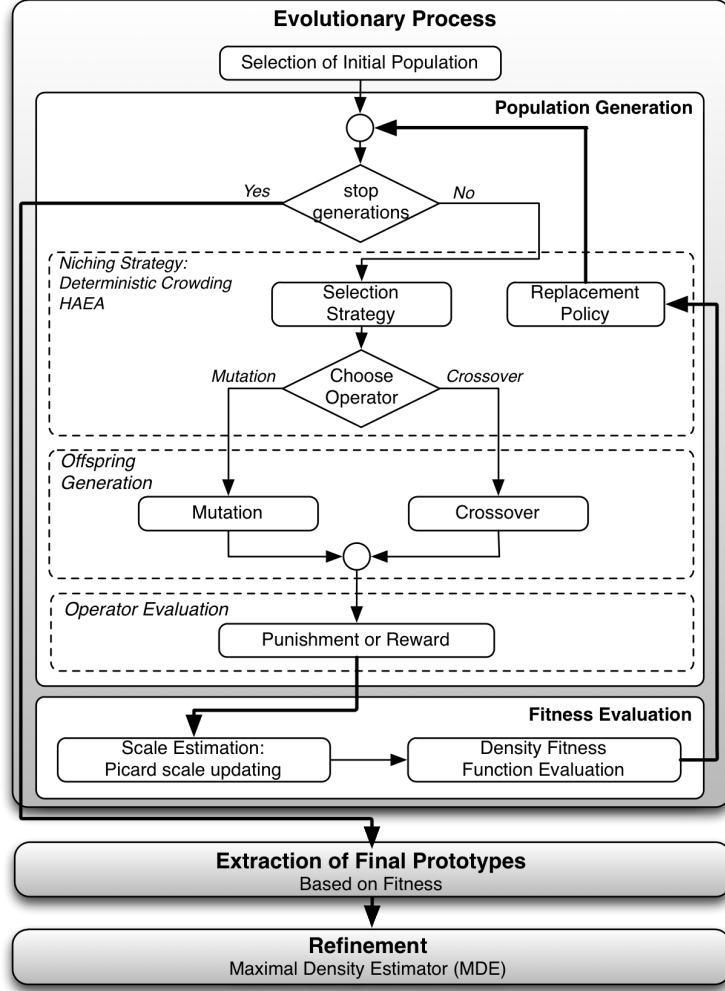 Evolutionary Process
Selection of Initial Population
Population Generation
Yes
stop
generations
No
Niching Strategy:
Deterministic Crowding
HAEA
Selection
Strategy
Replacement
Policy
Mutation
Choose
Operator
Crossover
Offspring
Generation
Mutation
Crossover
Operator Evaluation
Punishment or Reward
Fitness Evaluation
Scale Estimation:
Picard scale updating
Density Fitness
Function Evaluation
Extraction of Final Prototypes
Based on Fitness
Refinement
Maximal Density Estimator (MDE)